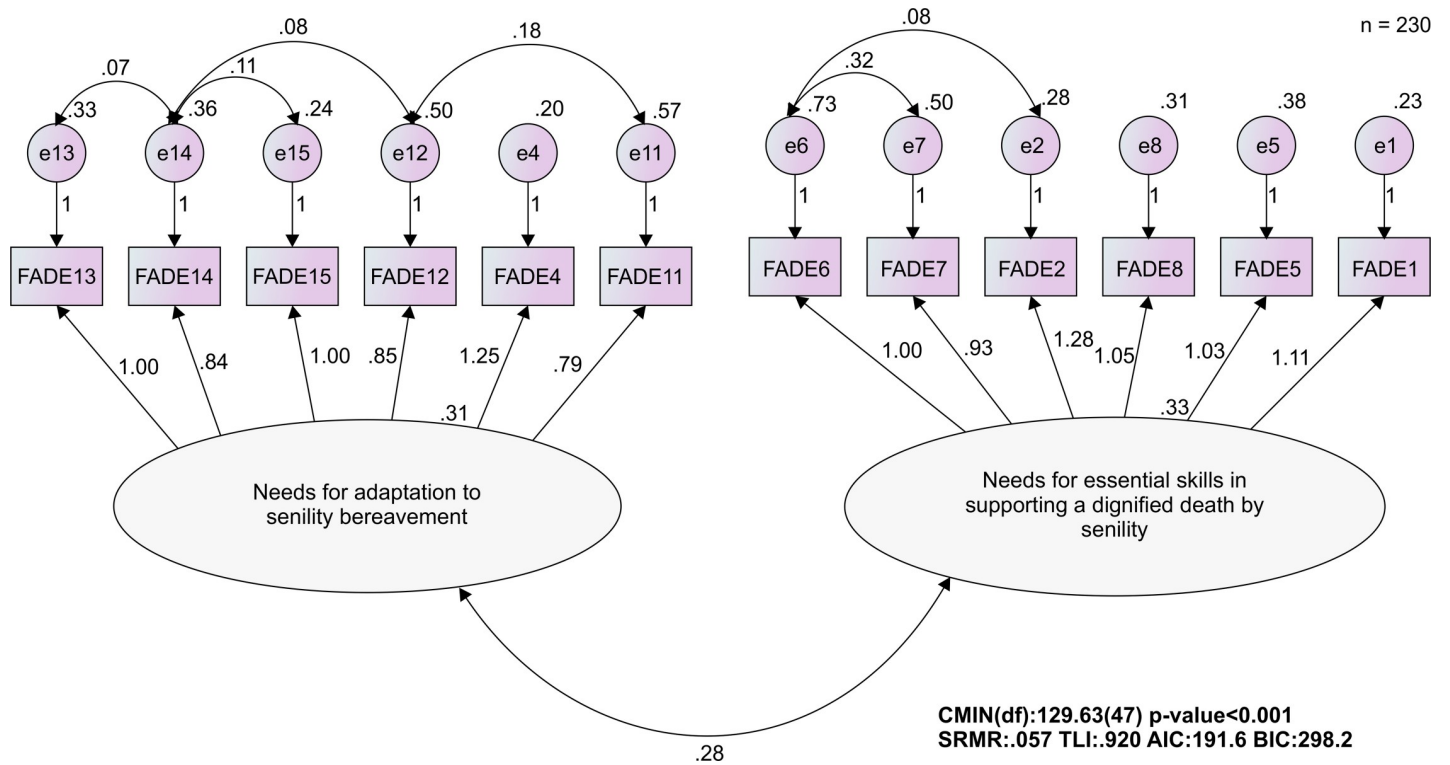 n = 230
.08
.18
.07
.11
.33
.36
.24
.50
.20
.57
e13
e14
e15
e12
e4
e11
1
1
1
1
1
1
FADE13
FADE14
FADE15
FADE12
FADE4
FADE11
1.00
.84
1.00
.85
1.25
.79
.31
Needs for adaptation to
senility bereavement
.08
.32
.73
.50
.28
.31
.38
.23
e6
e7
e2
e8
e5
e1
1
1
1
1
1
1
FADE6
FADE7
FADE2
FADE8
FADE5
FADE1
1.00
.93
1.28
1.05
1.03
1.11
.33
Needs for essential skills in
supporting a dignified death by
senility
.28
CMIN(df):129.63(47) p-value<0.001
SRMR:.057 TLI:.920 AIC:191.6 BIC:298.2